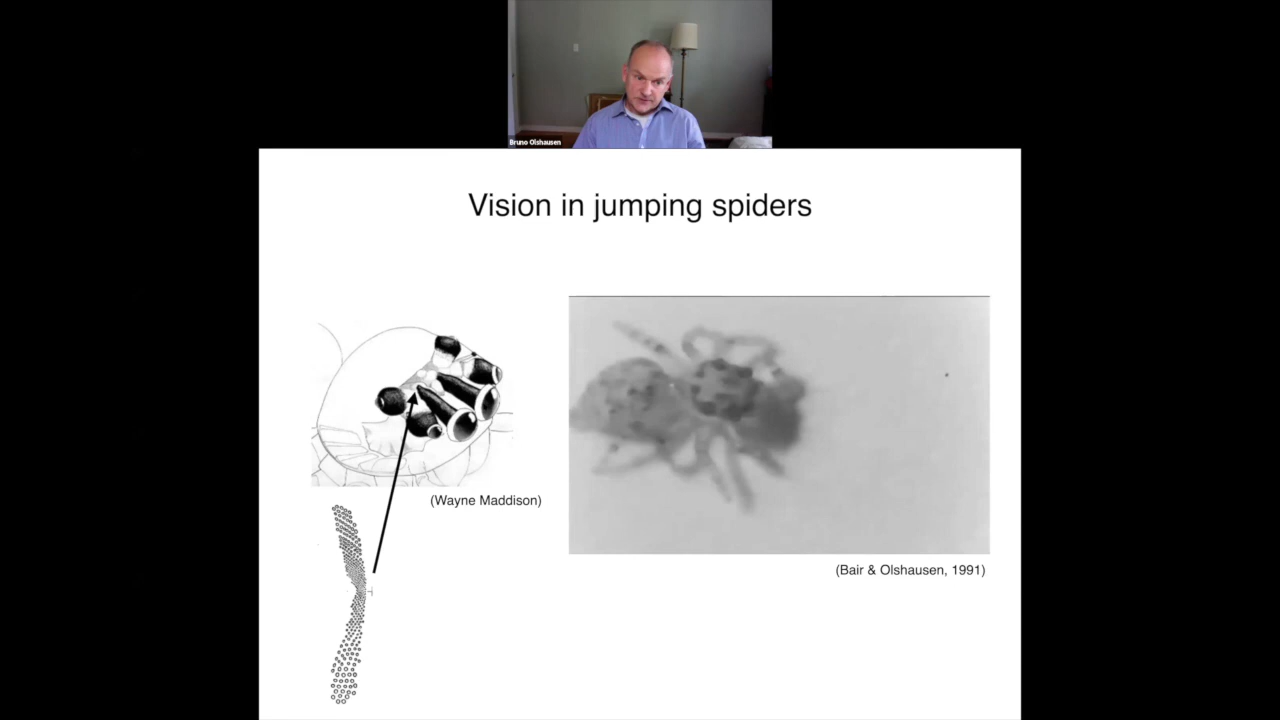 Bruno Olshausen
Vision in jumping spiders
(Wayne Maddison)
(Bair & Olshausen, 1991)